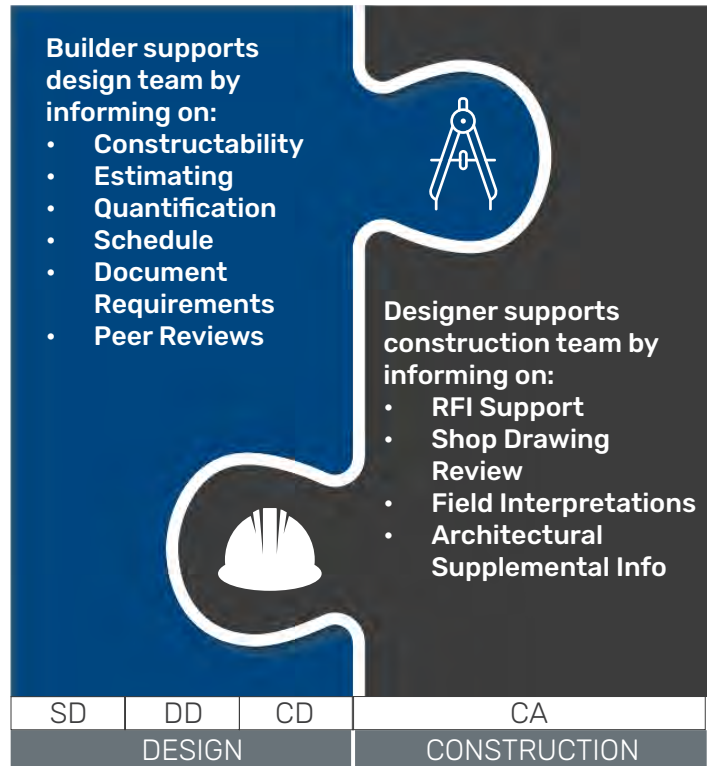 Builder supports
design team by
informing on:
• Constructability
• Estimating
• Quantification
• Schedule
• Document
Requirements
• Peer Reviews
Designer supports
construction team by
informing on:
• RFI Support
• Shop Drawing
Review
• Field Interpretations
• Architectural
Supplemental Info
SD DD CD CA
DESIGN CONSTRUCTION